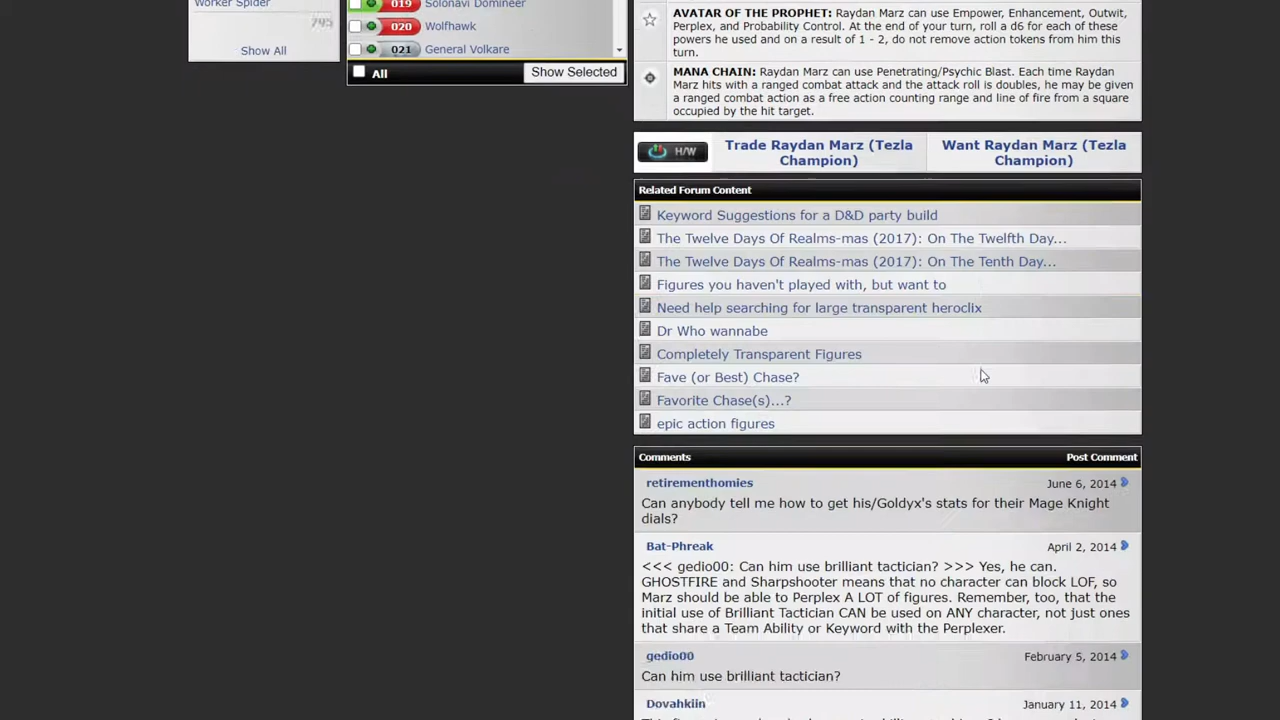 Worker Spider
795
Show All
019 Solonavi Domineer
020 Wolfhawk
021 General Volkare
All Show Selected
AVATAR OF THE PROPHET: Raydan Marz can use Empower, Enhancement, Outwit,
Perplex, and Probability Control. At the end of your turn, roll a d6 for each of these
powers he used and on a result of 1 - 2, do not remove action tokens from him this
turn.
MANA CHAIN: Raydan Marz can use Penetrating/Psychic Blast. Each time Raydan
Marz hits with a ranged combat attack and the attack roll is doubles, he may be given
a ranged combat action as a free action counting range and line of fire from a square
occupied by the hit target.
H/W
Trade Raydan Marz (Tezla
Champion)
Want Raydan Marz (Tezla
Champion)
Related Forum Content
Keyword Suggestions for a D&D party build
The Twelve Days Of Realms-mas (2017): On The Twelfth Day...
The Twelve Days Of Realms-mas (2017): On The Tenth Day...
Figures you haven't played with, but want to
Need help searching for large transparent heroclix
Dr Who wannabe
Completely Transparent Figures
Fave (or Best) Chase?
Favorite Chase(s)...?
epic action figures
Comments Post Comment
retirementhomies June 6, 2014
Can anybody tell me how to get his/Goldyx's stats for their Mage Knight
dials?
Bat-Phreak April 2, 2014
<<< gedio00: Can him use brilliant tactician? >>> Yes, he can.
GHOSTFIRE and Sharpshooter means that no character can block LOF, so
Marz should be able to Perplex A LOT of figures. Remember, too, that the
initial use of Brilliant Tactician CAN be used on ANY character, not just ones
that share a Team Ability or Keyword with the Perplexer.
gedio00 February 5, 2014
Can him use brilliant tactician?
Dovahkiin January 11, 2014